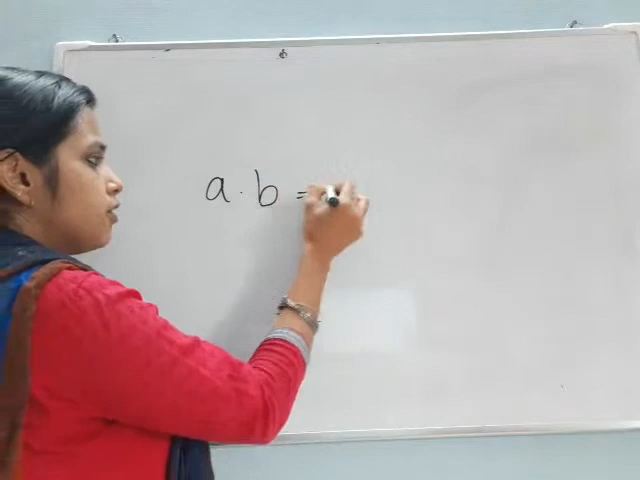 a · b =